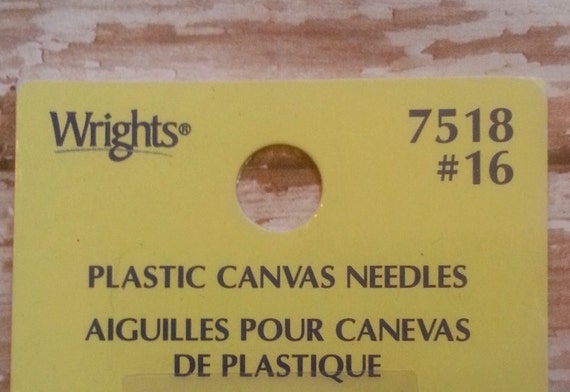 Wrights®
7518
#16
PLASTIC CANVAS NEEDLES
AIGUILLES POUR CANEVAS
DE PLASTIQUE